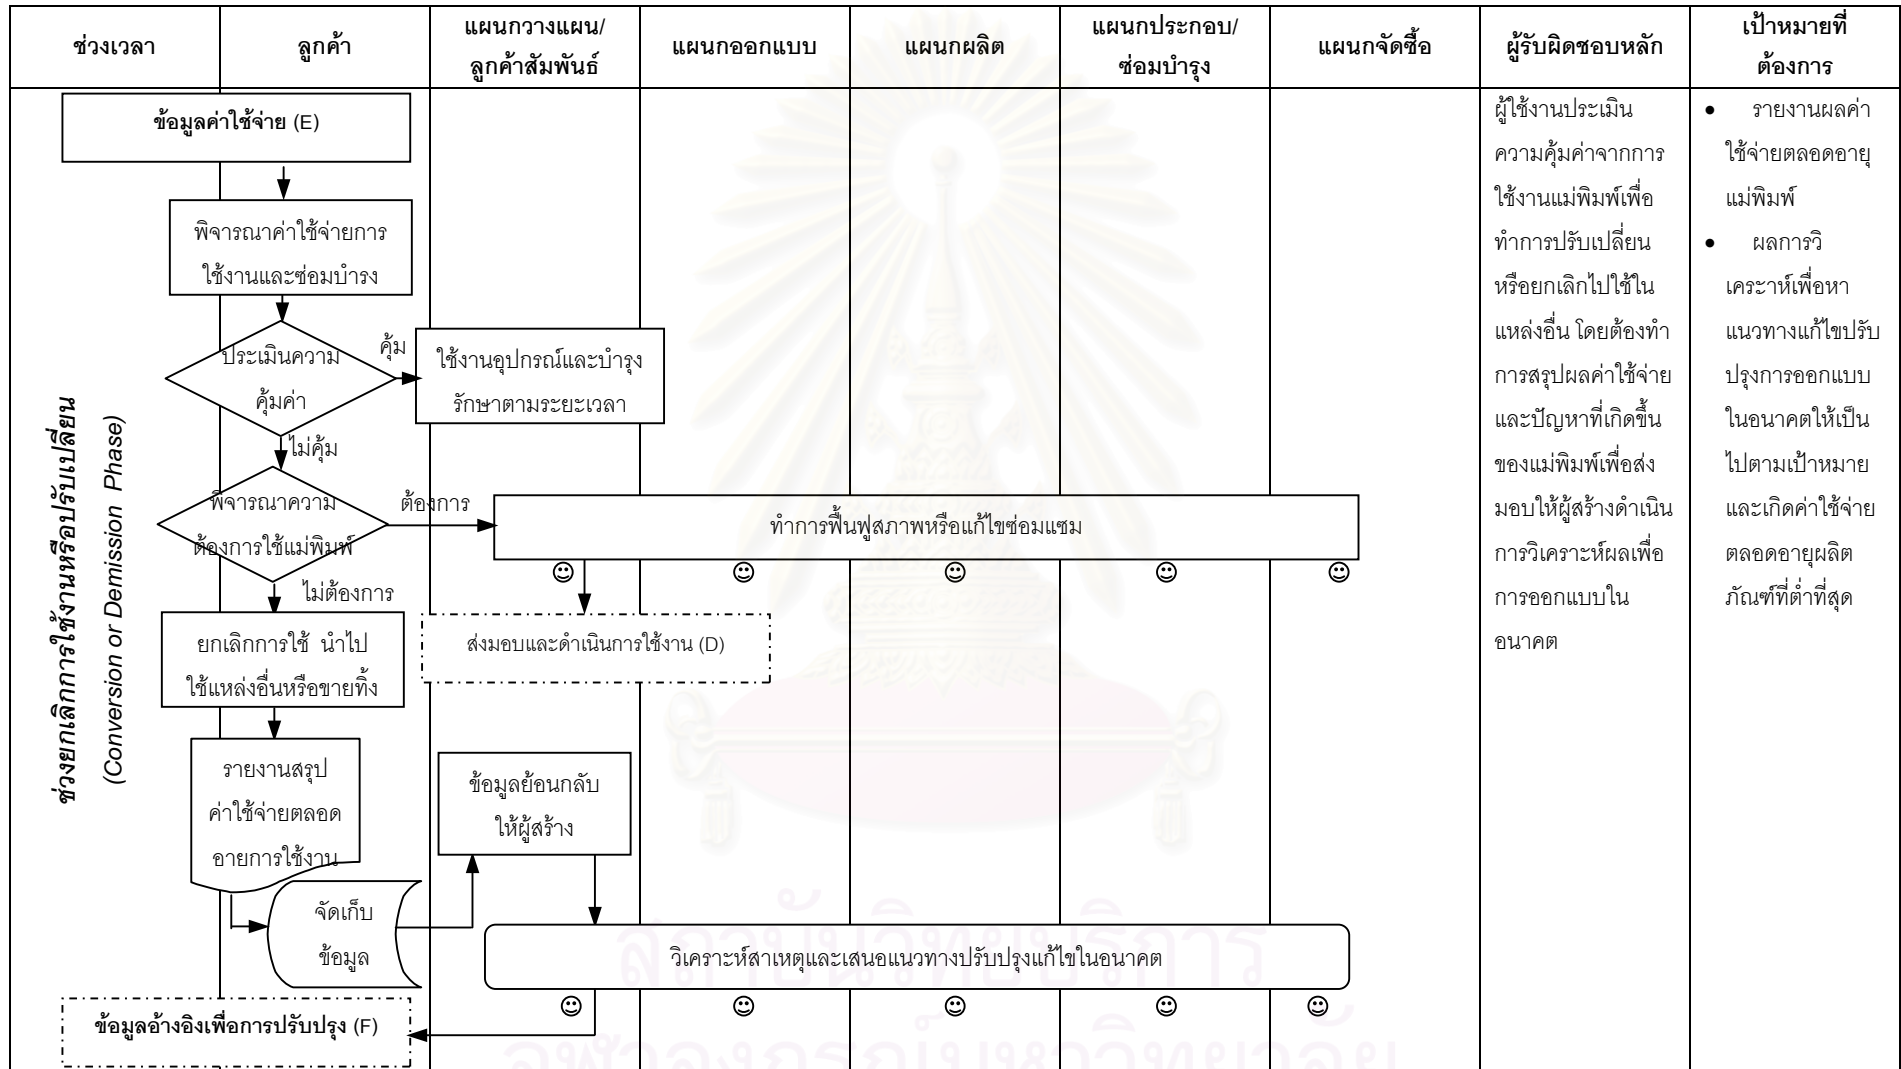 ช่วงเวลา
ลูกค้า
แผนกวางแผน/
ลูกค้าสัมพันธ์
แผนกออกแบบ
แผนกผลิต
แผนกประกอบ/
ซ่อมบำรุง
แผนกจัดซื้อ
ผู้รับผิดชอบหลัก
เป้าหมายที่
ต้องการ
ช่วงยกเลิกการใช้งานหรือปรับเปลี่ยน
(Conversion or Demission Phase)
ข้อมูลค่าใช้จ่าย (E)
พิจารณาค่าใช้จ่ายการ
ใช้งานและซ่อมบำรง
ประเมินความ
คุ้มค่า
คุ้ม
ใช้งานอุปกรณ์และบำรุง
รักษาตามระยะเวลา
ไม่คุ้ม
พิจารณาความ
ต้องการใช้แม่พิมพ์
ต้องการ
ทำการฟื้นฟูสภาพหรือแก้ไขซ่อมแซม
ไม่ต้องการ
ส่งมอบและดำเนินการใช้งาน (D)
ยกเลิกการใช้ นำไป
ใช้แหล่งอื่นหรือขายทิ้ง
รายงานสรุป
ค่าใช้จ่ายตลอด
อายการใช้งาน
ข้อมูลย้อนกลับ
ให้ผู้สร้าง
จัดเก็บ
ข้อมูล
วิเคราะห์สาเหตุและเสนอแนวทางปรับปรุงแก้ไขในอนาคต
ข้อมูลอ้างอิงเพื่อการปรับปรุง (F)
ผู้ใช้งานประเมิน
ความคุ้มค่าจากการ
ใช้งานแม่พิมพ์เพื่อ
ทำการปรับเปลี่ยน
หรือยกเลิกไปใช้ใน
แหล่งอื่น โดยต้องทำ
การสรุปผลค่าใช้จ่าย
และปัญหาที่เกิดขึ้น
ของแม่พิมพ์เพื่อส่ง
มอบให้ผู้สร้างดำเนิน
การวิเคราะห์ผลเพื่อ
การออกแบบใน
อนาคต
• รายงานผลค่า
ใช้จ่ายตลอดอายุ
แม่พิมพ์
• ผลการวิ
เคราะห์เพื่อหา
แนวทางแก้ไขปรับ
ปรุงการออกแบบ
ในอนาคตให้เป็น
ไปตามเป้าหมาย
และเกิดค่าใช้จ่าย
ตลอดอายุผลิต
ภัณฑ์ที่ต่ำที่สุด
สถาบันวิทยบริการ
จุฬาลงกรณ์มหาวิทยาลัย